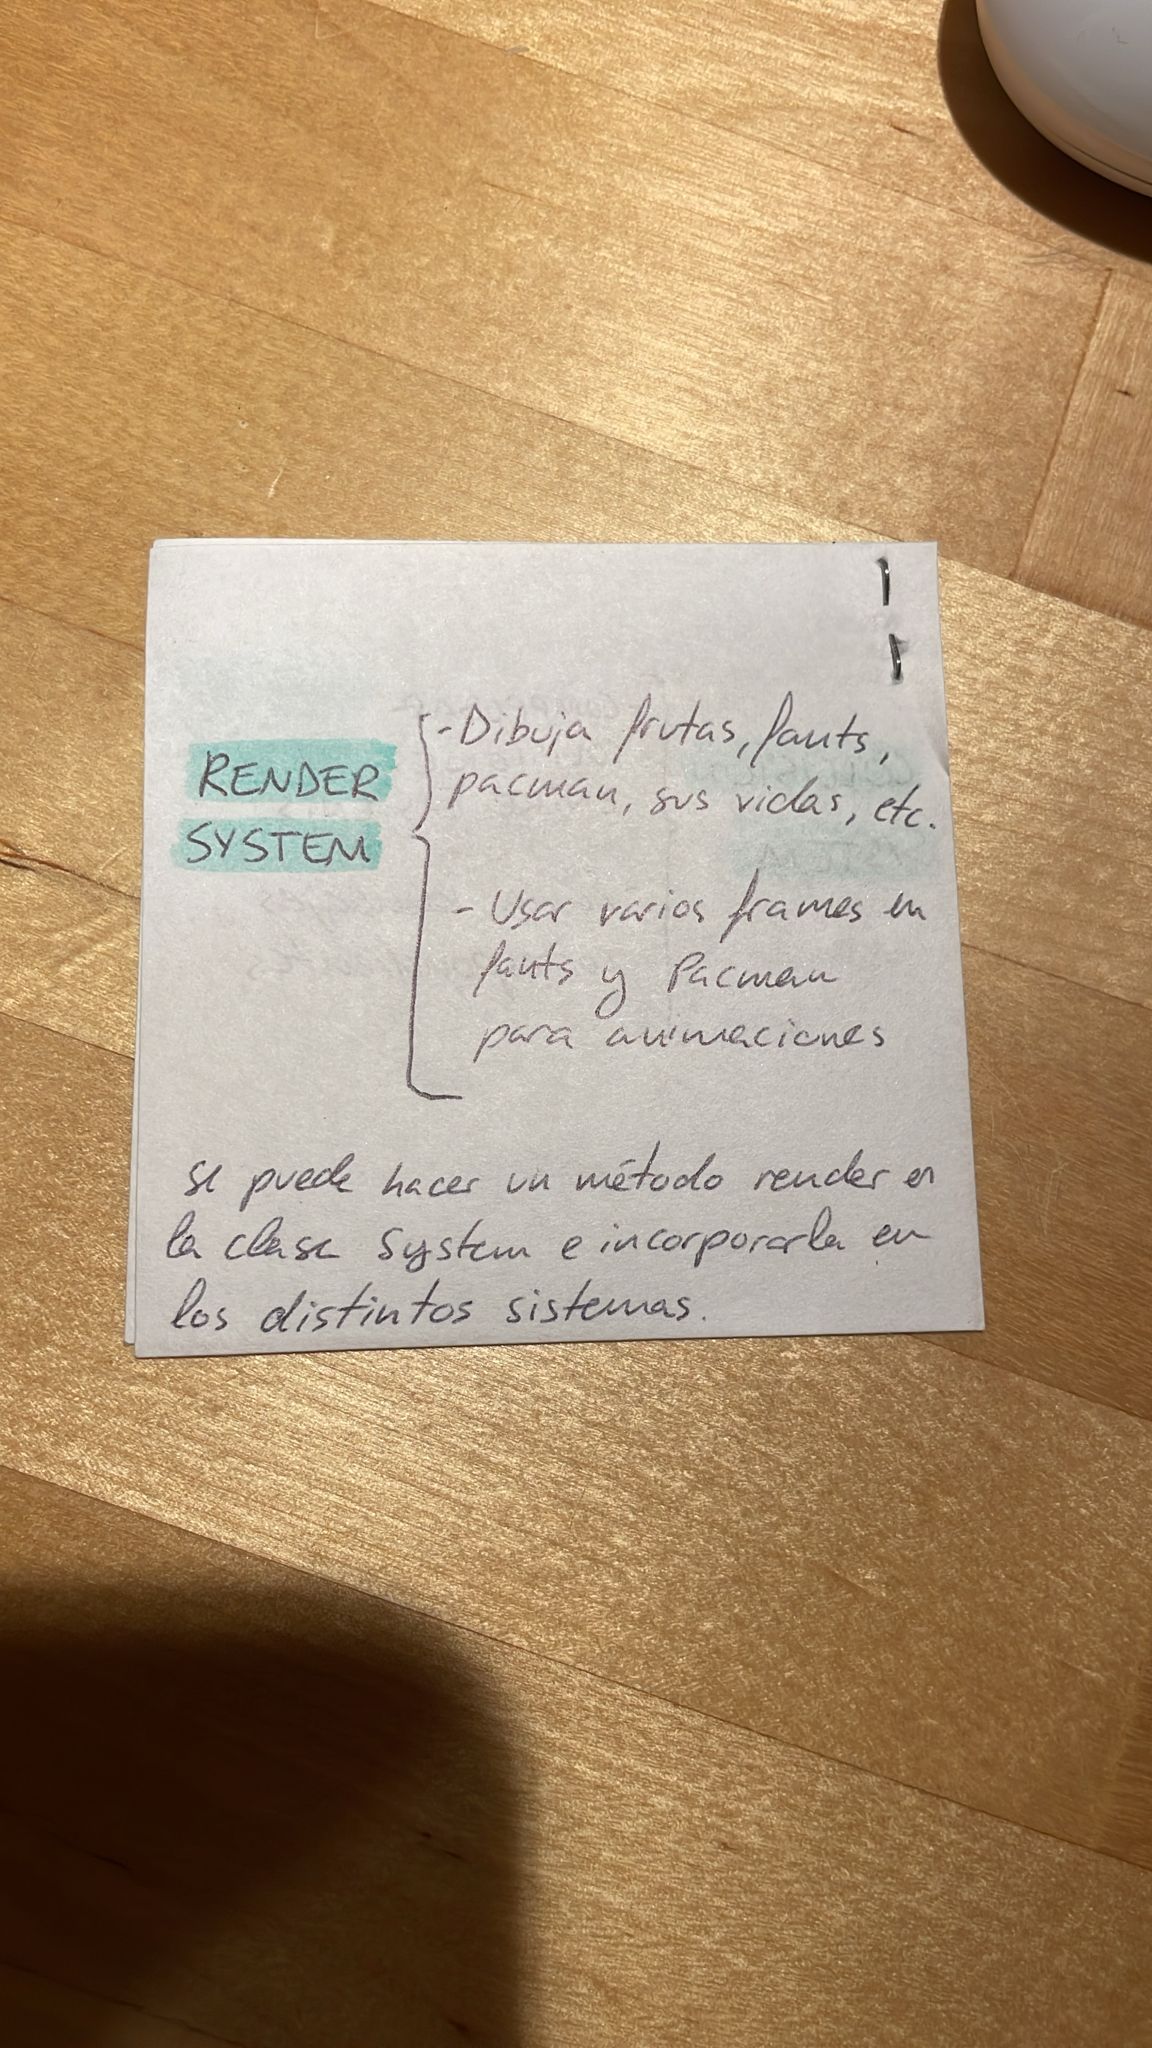 RENDER
SYSTEM
-Dibuja frutas, fants,
pacman, sus vidas, etc.
- Usar varios frames en
fants y Pacman
para animaciones
se puede hacer un método render en
la clase System e incorporarla en
los distintos sistemas.